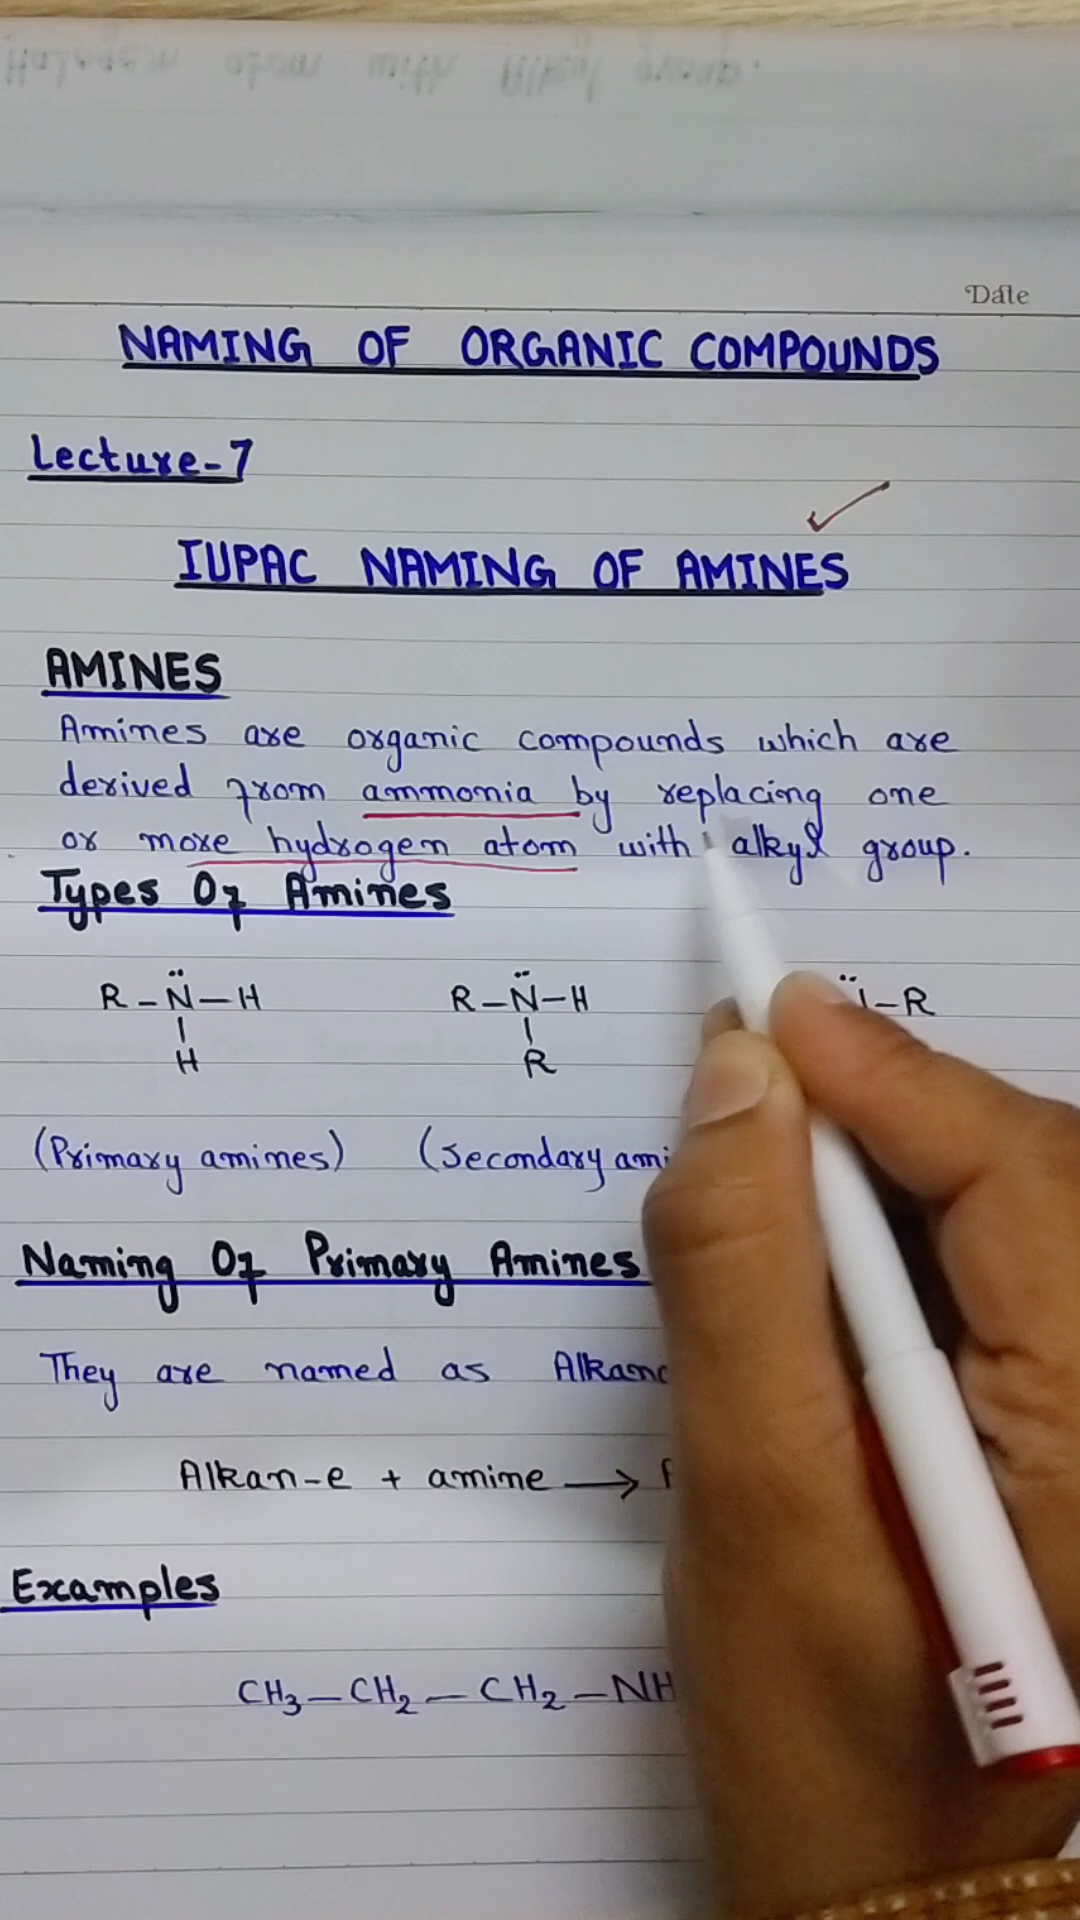 Date
NAMING OF ORGANIC COMPOUNDS
Lecture-7
IUPAC NAMING OF AMINES
AMINES
Amines are organic compounds which are
derived from ammonia by replacing one
or more hydrogen atom with alkyl group.
Types Of Amines
R-N̈-H R-N̈-H -R
H R
(Primary amines) (Secondary
Naming Of Primary Amines
They are named as
Alkan-e + amine →
Examples
CH3-CH2-CH2-NH